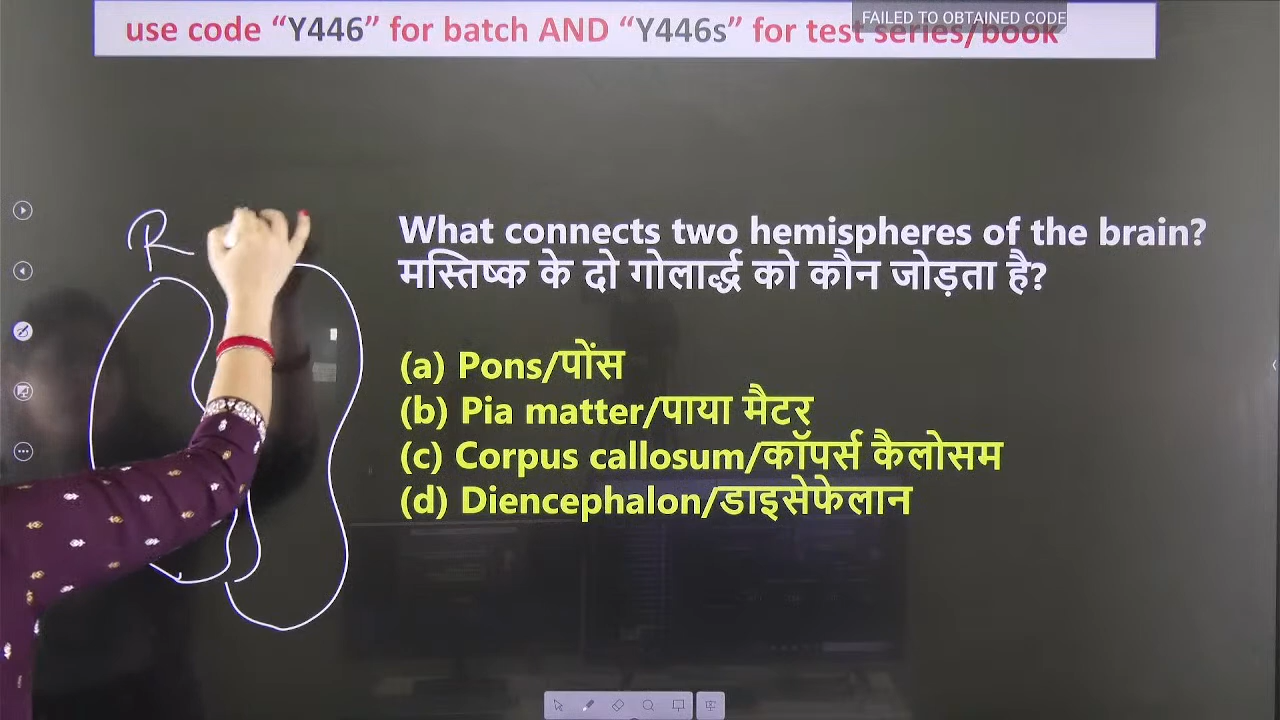 FAILED TO OBTAINED CODE
use code “Y446” for batch AND “Y446s” for test series/book
R
What connects two hemispheres of the brain?
मस्तिष्क के दो गोलार्द्ध को कौन जोड़ता है?
(a) Pons/पोंस
(b) Pia matter/पाया मैटर
(c) Corpus callosum/कॉपर्स कैलोसम
(d) Diencephalon/डाइसेफेलान